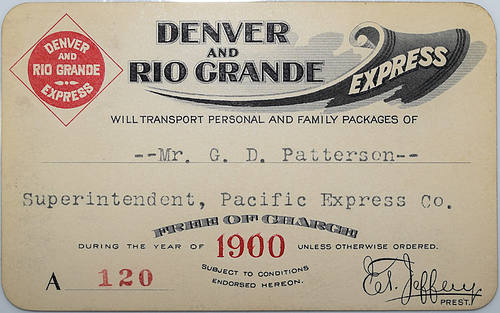 DENVER
AND
RIO GRANDE
EXPRESS
DENVER
AND
RIO GRANDE
EXPRESS
WILL TRANSPORT PERSONAL AND FAMILY PACKAGES OF
--Mr. G. D. Patterson--
Superintendent, Pacific Express Co.
FREE OF CHARGE
DURING THE YEAR OF 1900 UNLESS OTHERWISE ORDERED.
SUBJECT TO CONDITIONS
ENDORSED HEREON.
A 120
E.T. Jeffery
PREST.